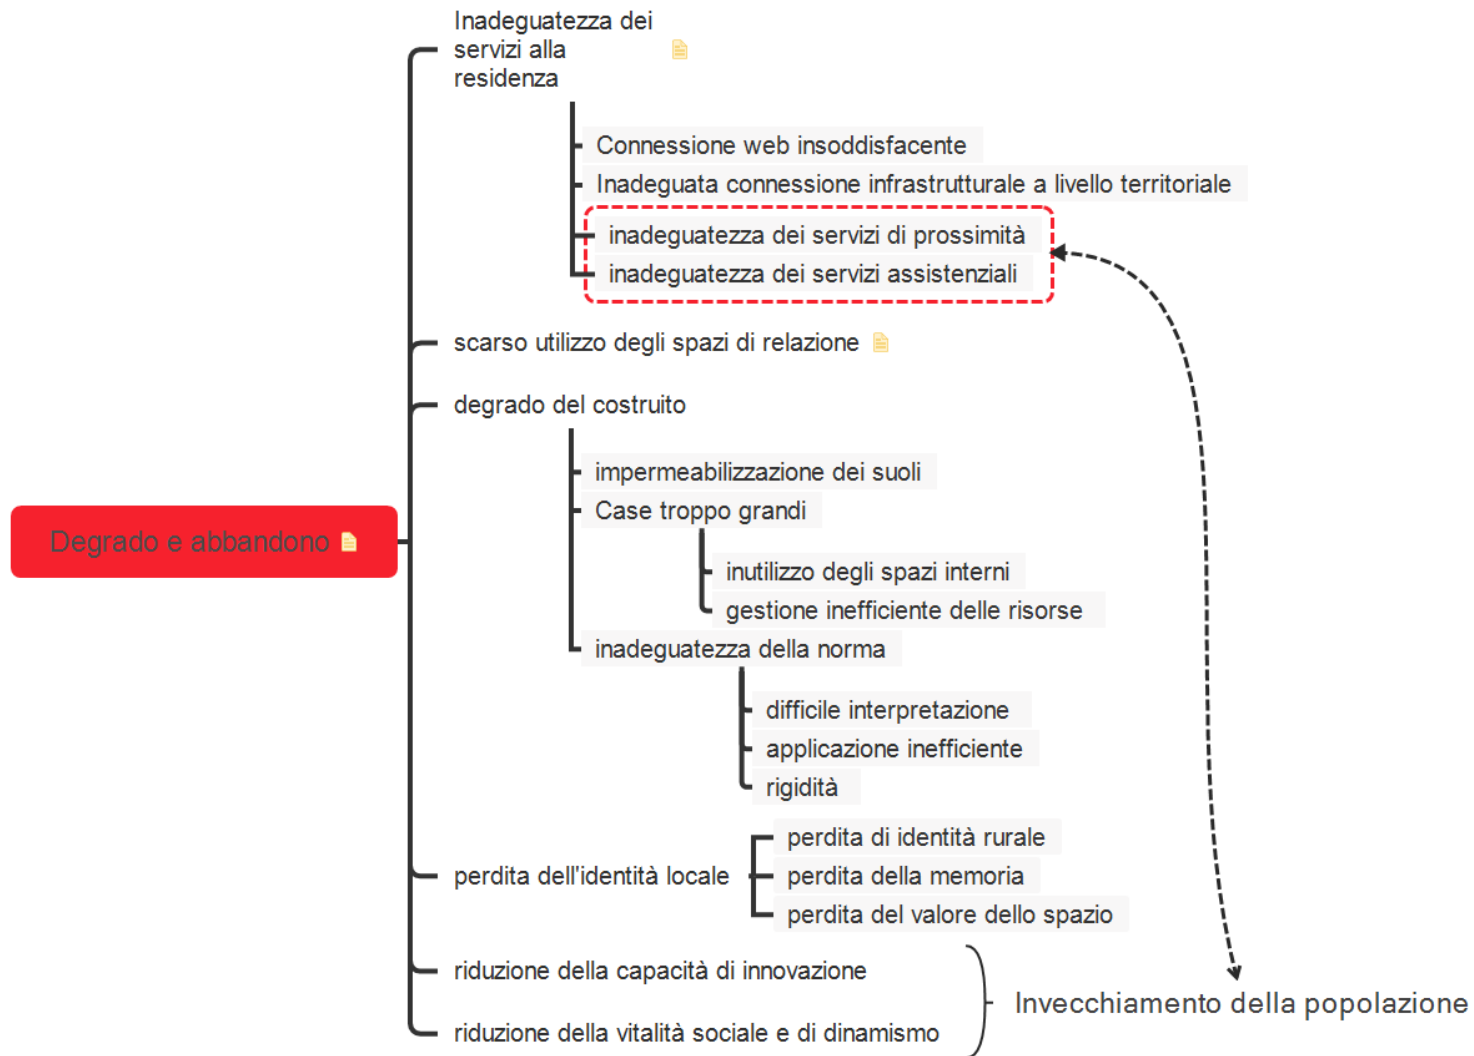 Inadeguatezza dei
servizi alla
residenza
Connessione web insoddisfacente
Inadeguata connessione infrastrutturale a livello territoriale
inadeguatezza dei servizi di prossimità
inadeguatezza dei servizi assistenziali
scarso utilizzo degli spazi di relazione
degrado del costruito
impermeabilizzazione dei suoli
Case troppo grandi
Degrado e abbandono
inutilizzo degli spazi interni
gestione inefficiente delle risorse
inadeguatezza della norma
difficile interpretazione
applicazione inefficiente
rigidità
perdita dell'identità locale
perdita di identità rurale
perdita della memoria
perdita del valore dello spazio
riduzione della capacità di innovazione
riduzione della vitalità sociale e di dinamismo
Invecchiamento della popolazione